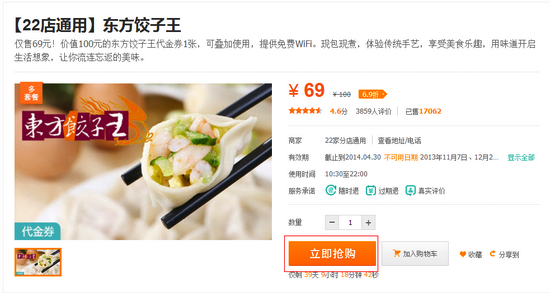 【22店通用】东方饺子王
仅售69元！价值100元的东方饺子王代金券1张，可叠加使用，提供免费WiFi。现包现煮，体验传统手艺，享受美食乐趣，用味道开启
生活想象，让你流连忘返的美味。
多
套餐
東方餃子王
代金券
¥ 69 ¥ 100 6.9折
4.6分 3859人评价 已售17062
商家 22家分店通用 查看地址/电话
有效期 截止到2014.04.30 不可用日期 2013年11月7日、12月2... 显示全部
使用时间 10:30至22:00
服务承诺 随时退 过期退 真实评价
数量 − 1 +
立即抢购 加入购物车 收藏 分享到
仅剩 39天 9小时 18分钟 42秒